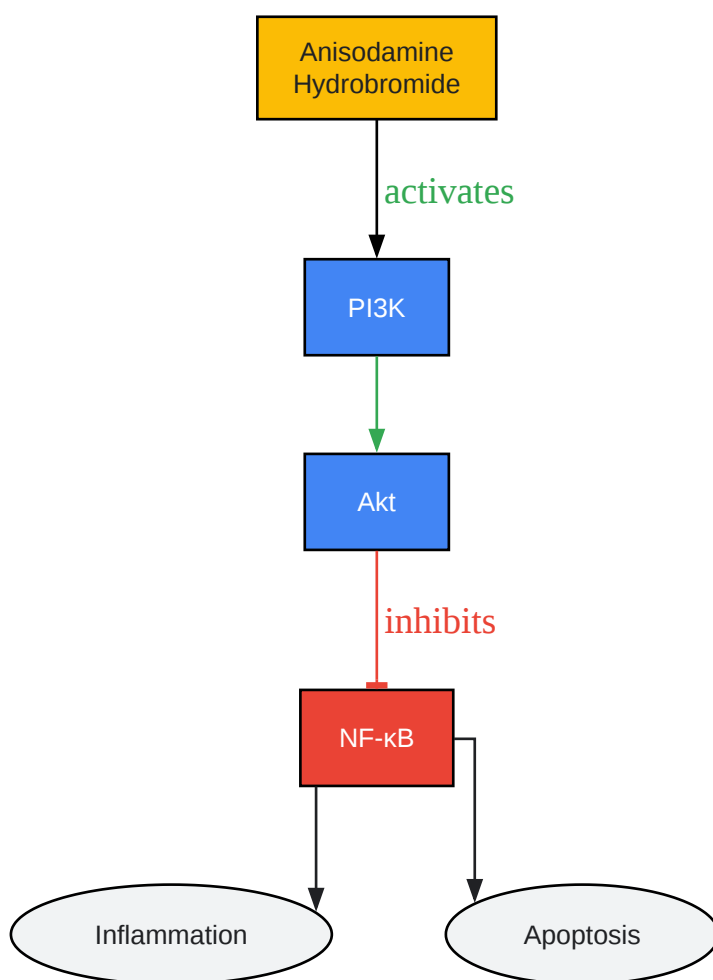 Anisodamine
Hydrobromide
activates
PI3K
Akt
inhibits
NF-κB
Inflammation
Apoptosis